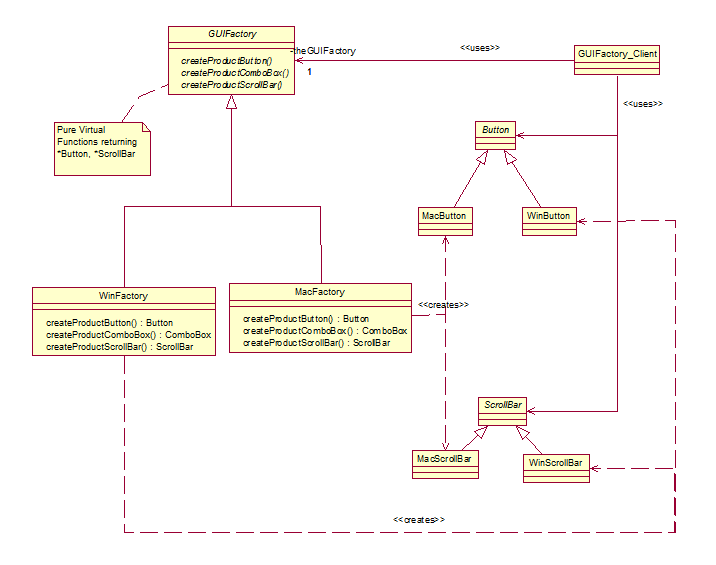 GUIFactory
createProductButton()
createProductComboBox()
createProductScrollBar()
-theGUIFactory
1
<<uses>>
GUIFactory_Client
<<uses>>
Pure Virtual
Functions returning
*Button, *ScrollBar
Button
MacButton
WinButton
WinFactory
createProductButton() : Button
createProductComboBox() : ComboBox
createProductScrollBar() : ScrollBar
MacFactory
createProductButton() : Button
createProductComboBox() : ComboBox
createProductScrollBar() : ScrollBar
<<creates>>
ScrollBar
MacScrollBar
WinScrollBar
<<creates>>